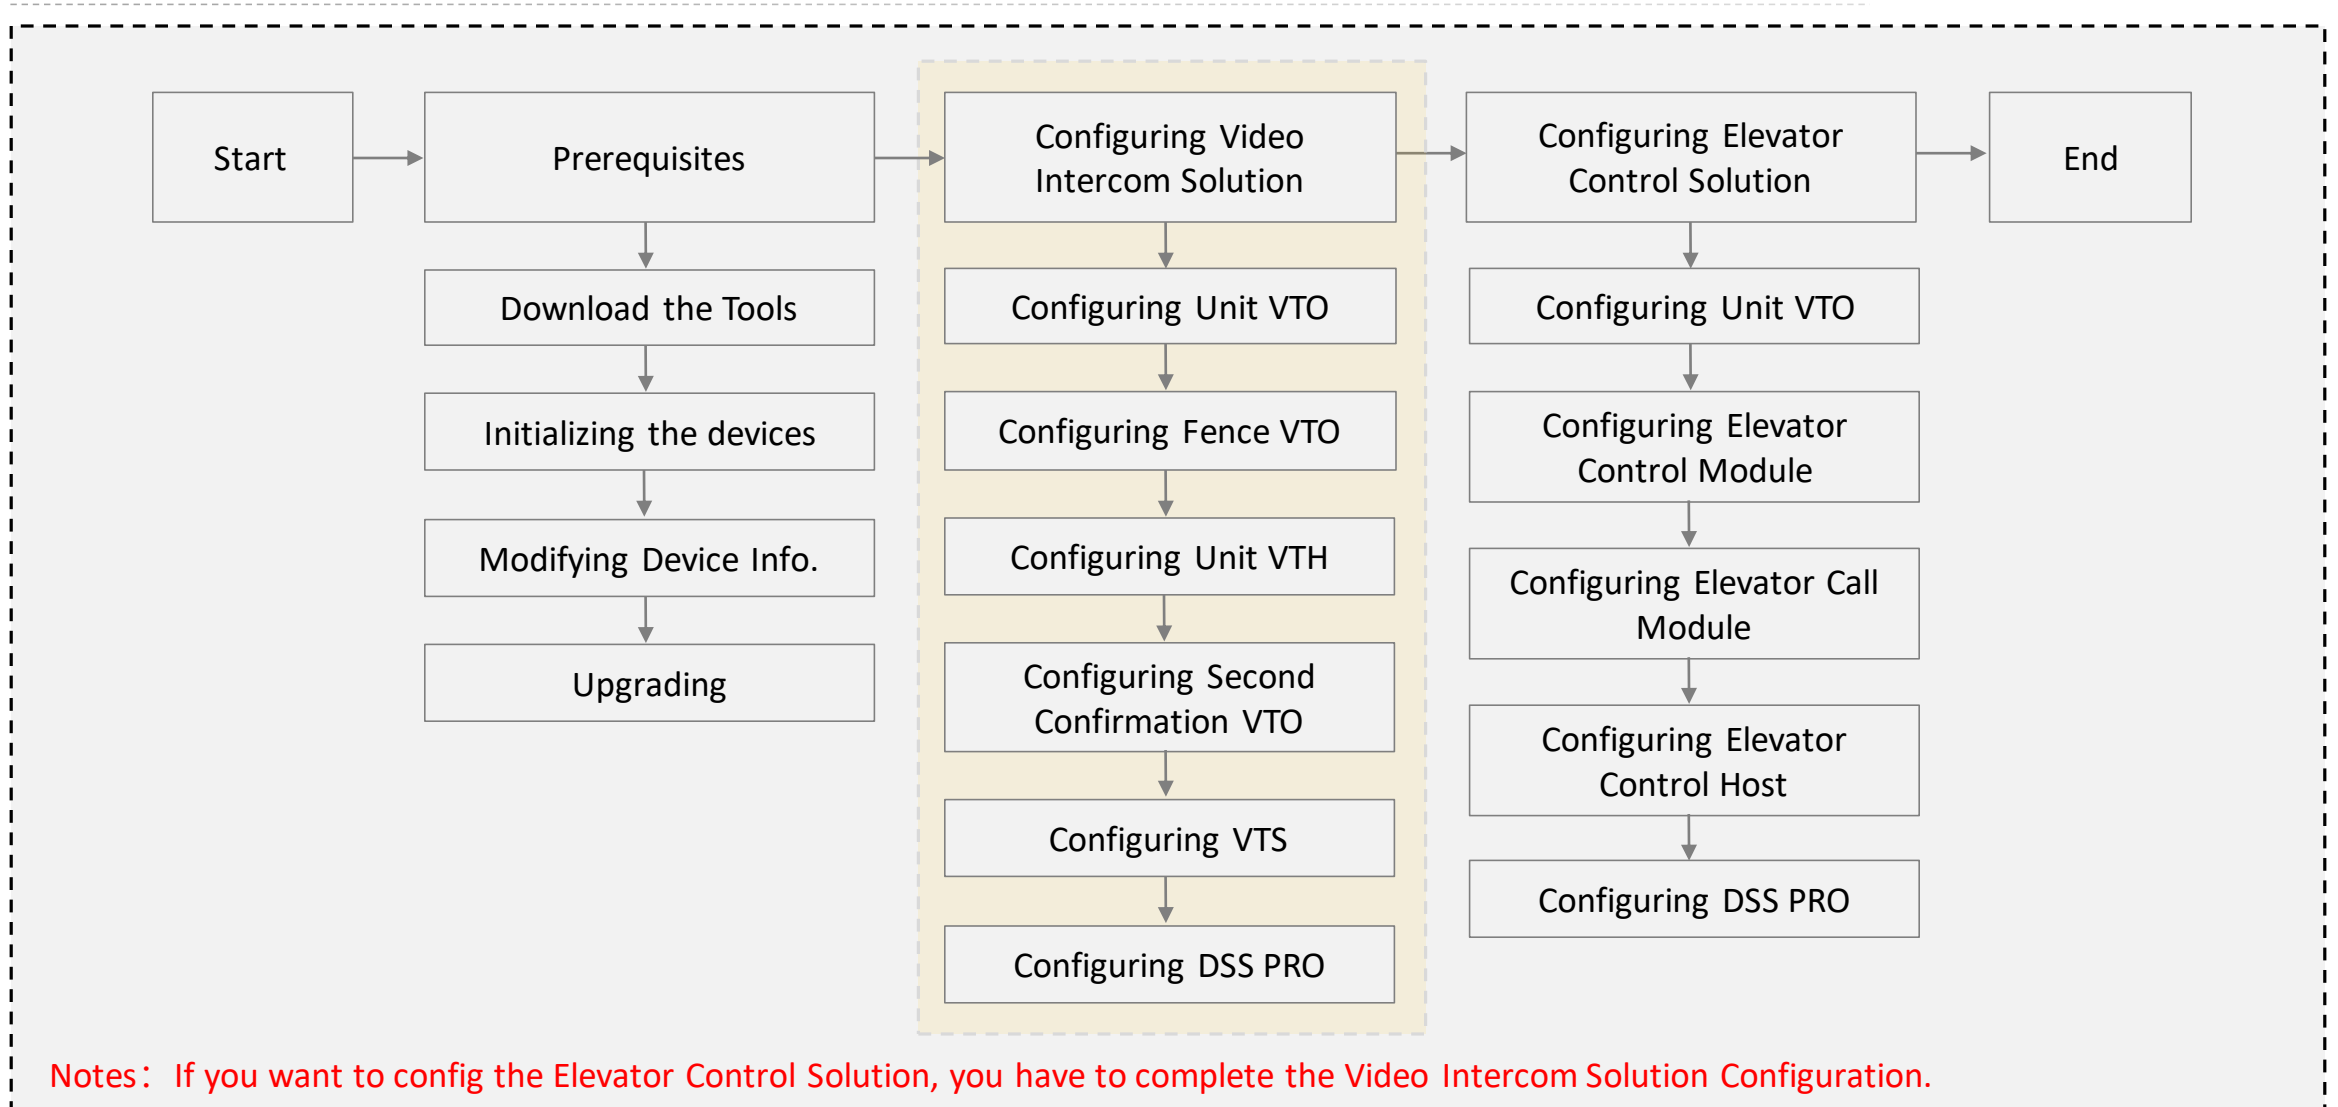 Start
Prerequisites
Configuring Video
Intercom Solution
Configuring Elevator
Control Solution
End
Download the Tools
Initializing the devices
Modifying Device Info.
Upgrading
Configuring Unit VTO
Configuring Fence VTO
Configuring Unit VTH
Configuring Second
Confirmation VTO
Configuring VTS
Configuring DSS PRO
Configuring Unit VTO
Configuring Elevator
Control Module
Configuring Elevator Call
Module
Configuring Elevator
Control Host
Configuring DSS PRO
Notes：If you want to config the Elevator Control Solution, you have to complete the Video Intercom Solution Configuration.